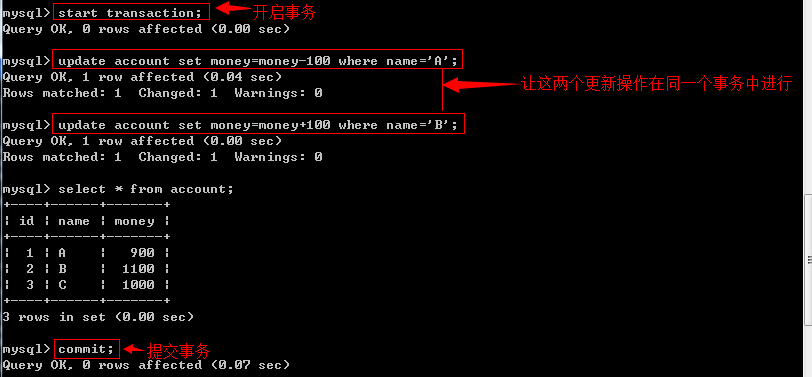 mysql> start transaction; 开启事务
Query OK, 0 rows affected (0.00 sec)
mysql> update account set money=money-100 where name='A';
Query OK, 1 row affected (0.04 sec)
让这两个更新操作在同一个事务中进行
Rows matched: 1  Changed: 1  Warnings: 0
mysql> update account set money=money+100 where name='B';
Query OK, 1 row affected (0.00 sec)
Rows matched: 1  Changed: 1  Warnings: 0
mysql> select * from account;
+----+------+-------+
| id | name | money |
+----+------+-------+
|  1 | A    |   900 |
|  2 | B    |  1100 |
|  3 | C    |  1000 |
+----+------+-------+
3 rows in set (0.00 sec)
mysql> commit; 提交事务
Query OK, 0 rows affected (0.07 sec)